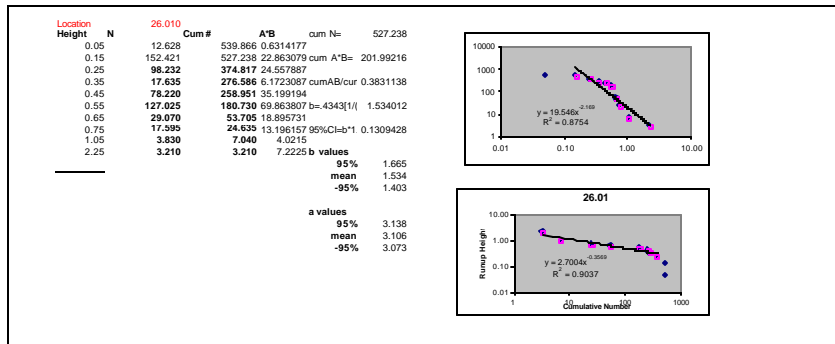 Location 26.010
Height N Cum # A*B cum N= 527.238
0.05 12.628 539.866 0.6314177
0.15 152.421 527.238 22.863079 cum A*B= 201.99216
0.25 98.232 374.817 24.557887
0.35 17.635 276.586 6.1723087 cumAB/cur 0.3831138
0.45 78.220 258.951 35.199194
0.55 127.025 180.730 69.863807 b=.4343[1/( 1.534012
0.65 29.070 53.705 18.895731
0.75 17.595 24.635 13.196157 95%CI=b*1. 0.1309428
1.05 3.830 7.040 4.0215
2.25 3.210 3.210 7.2225 b values
95% 1.665
mean 1.534
-95% 1.403
a values
95% 3.138
mean 3.106
-95% 3.073
10000
1000
100
10
1
y = 19.546x^-2.169
R² = 0.8754
0.01 0.10 1.00 10.00
26.01
Runup Height
100.00
10.00
1.00
0.10
0.01
y = 2.7004x^-0.3569
R² = 0.9037
1 10 100 1000
Cumulative Number